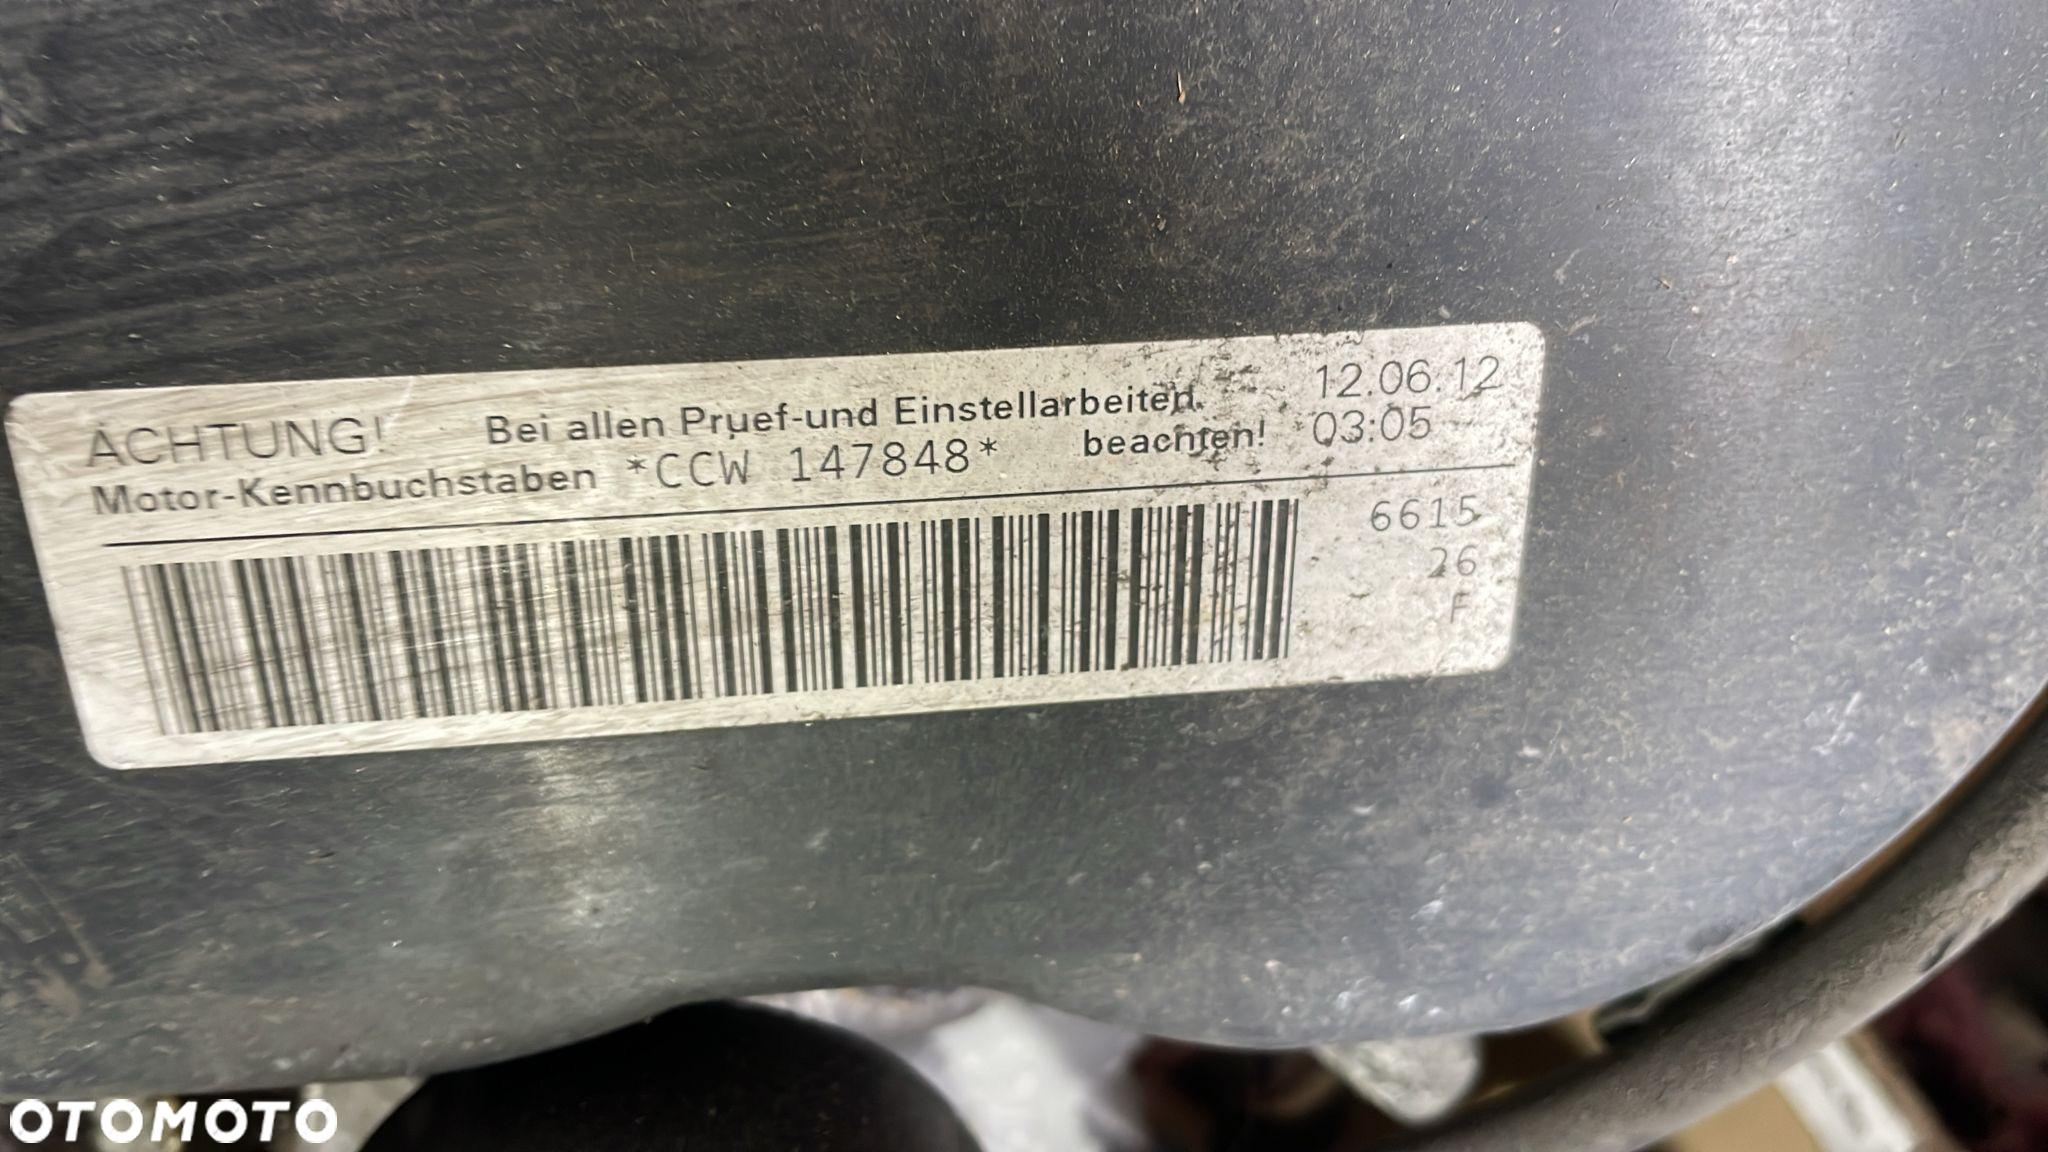 ACHTUNG! Bei allen Pruef-und Einstellarbeiten 12.06.12
Motor-Kennbuchstaben *CCW 147848* beachten! 03:05
6615
26
F
OTOMOTO